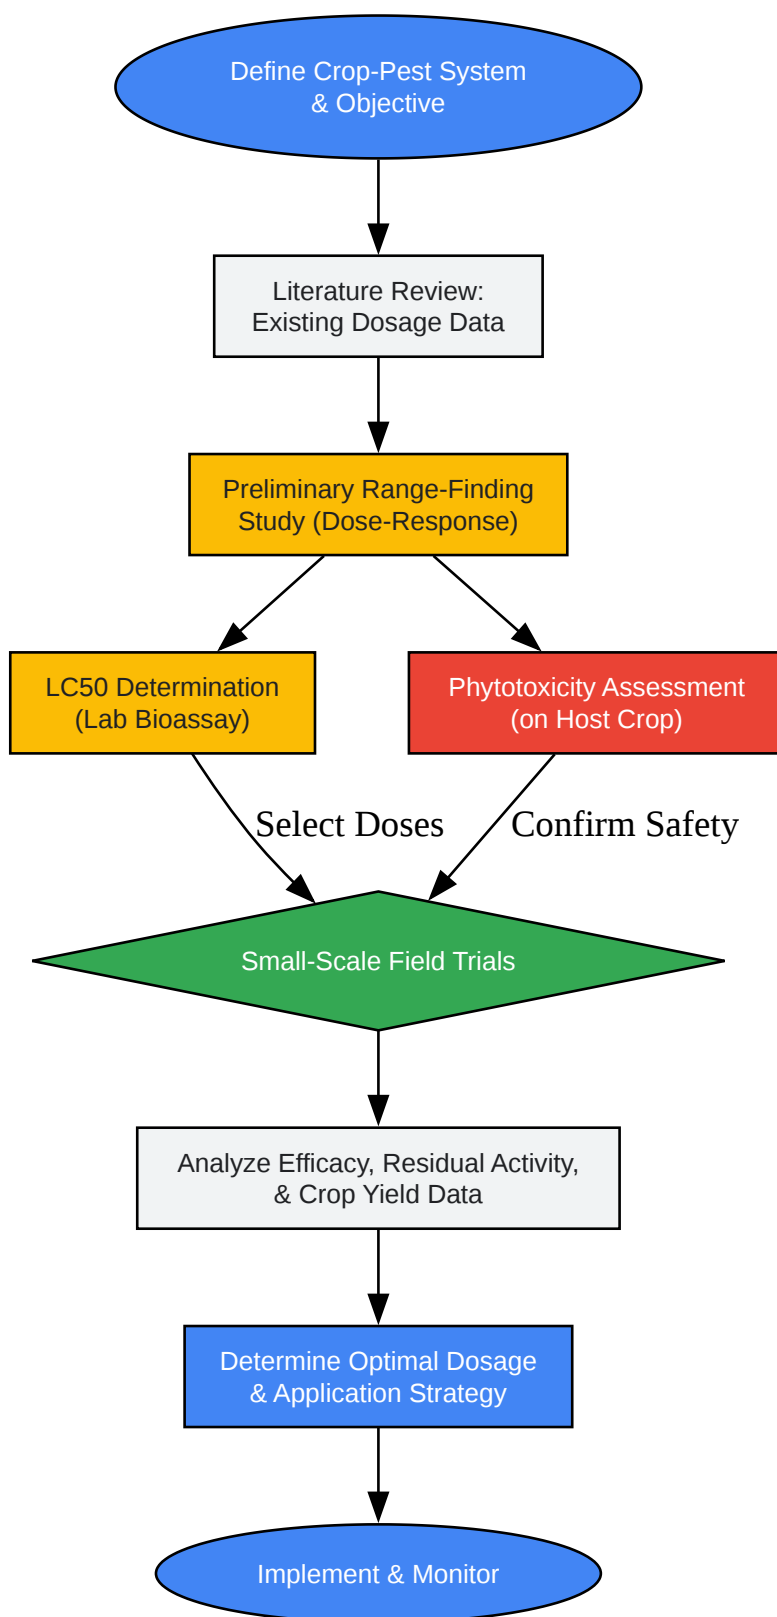 Define Crop-Pest System
& Objective
Literature Review:
Existing Dosage Data
Preliminary Range-Finding
Study (Dose-Response)
LC50 Determination
(Lab Bioassay)
Phytotoxicity Assessment
(on Host Crop)
Select Doses
Confirm Safety
Small-Scale Field Trials
Analyze Efficacy, Residual Activity,
& Crop Yield Data
Determine Optimal Dosage
& Application Strategy
Implement & Monitor